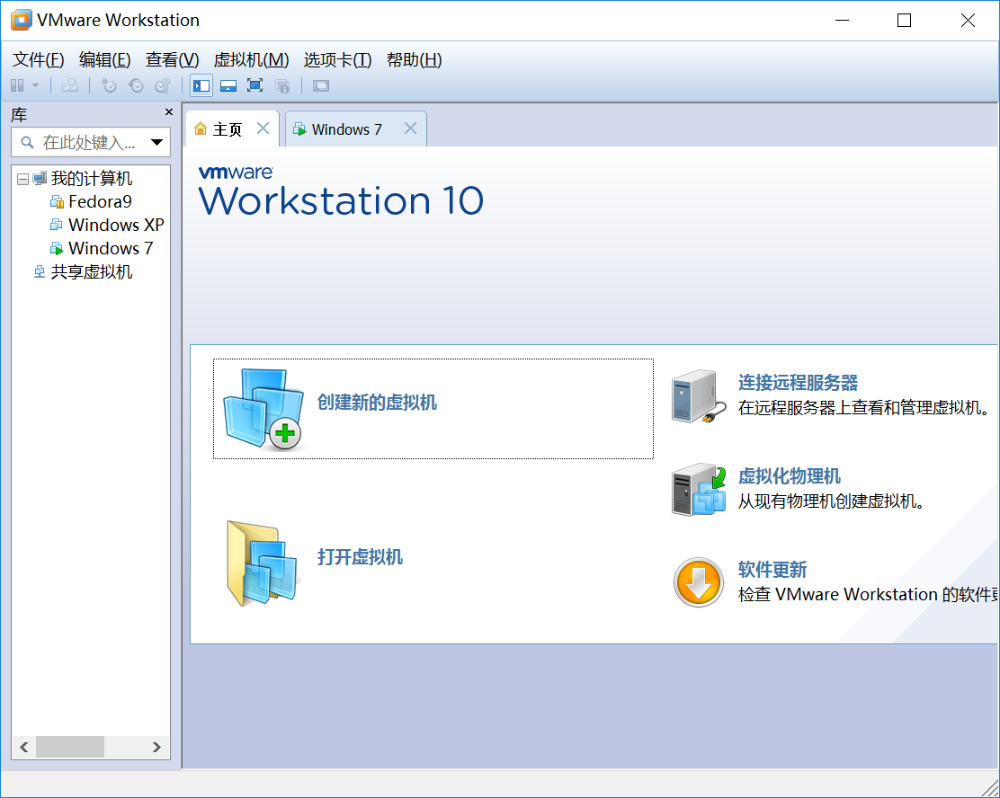 VMware Workstation
文件(F) 编辑(E) 查看(V) 虚拟机(M) 选项卡(T) 帮助(H)
库
在此处键入...
我的计算机
Fedora9
Windows XP
Windows 7
共享虚拟机
主页
Windows 7
vmware
Workstation 10
创建新的虚拟机
打开虚拟机
连接远程服务器
在远程服务器上查看和管理虚拟机。
虚拟化物理机
从现有物理机创建虚拟机。
软件更新
检查 VMware Workstation 的软件